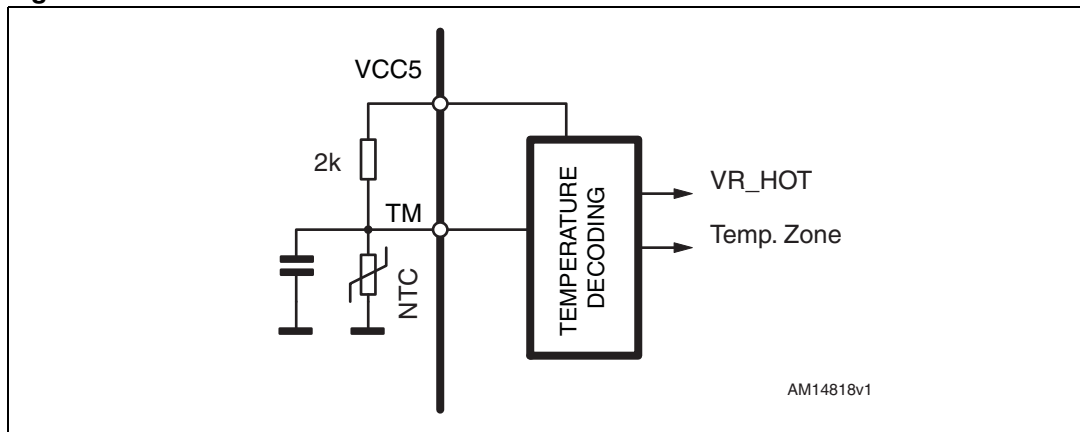 VCC5
2k
TM
NTC
TEMPERATURE
DECODING
VR_HOT
Temp. Zone
AM14818v1